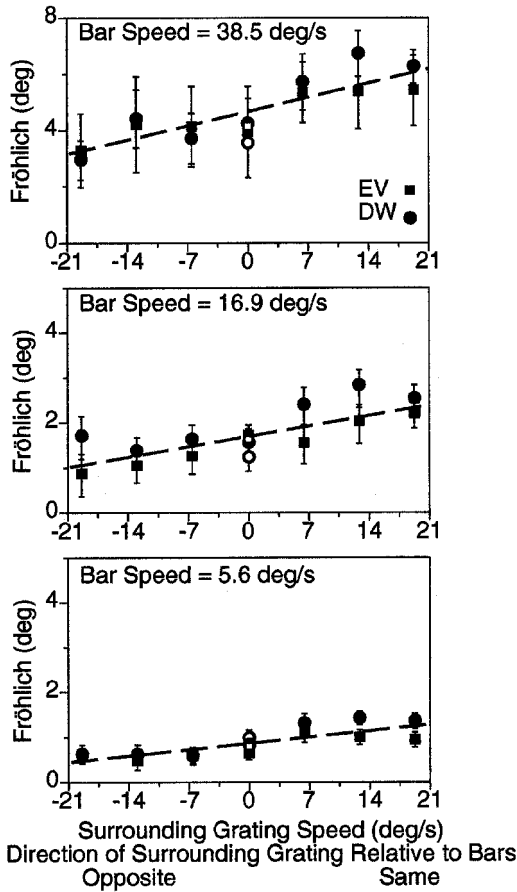 8
Bar Speed = 38.5 deg/s
Fröhlich (deg)
4
EV
DW
0
-21 -14 -7 0 7 14 21
Bar Speed = 16.9 deg/s
Fröhlich (deg)
4
2
0
-21 -14 -7 0 7 14 21
Bar Speed = 5.6 deg/s
Fröhlich (deg)
4
2
0
-21 -14 -7 0 7 14 21
Surrounding Grating Speed (deg/s)
Direction of Surrounding Grating Relative to Bars
Opposite Same